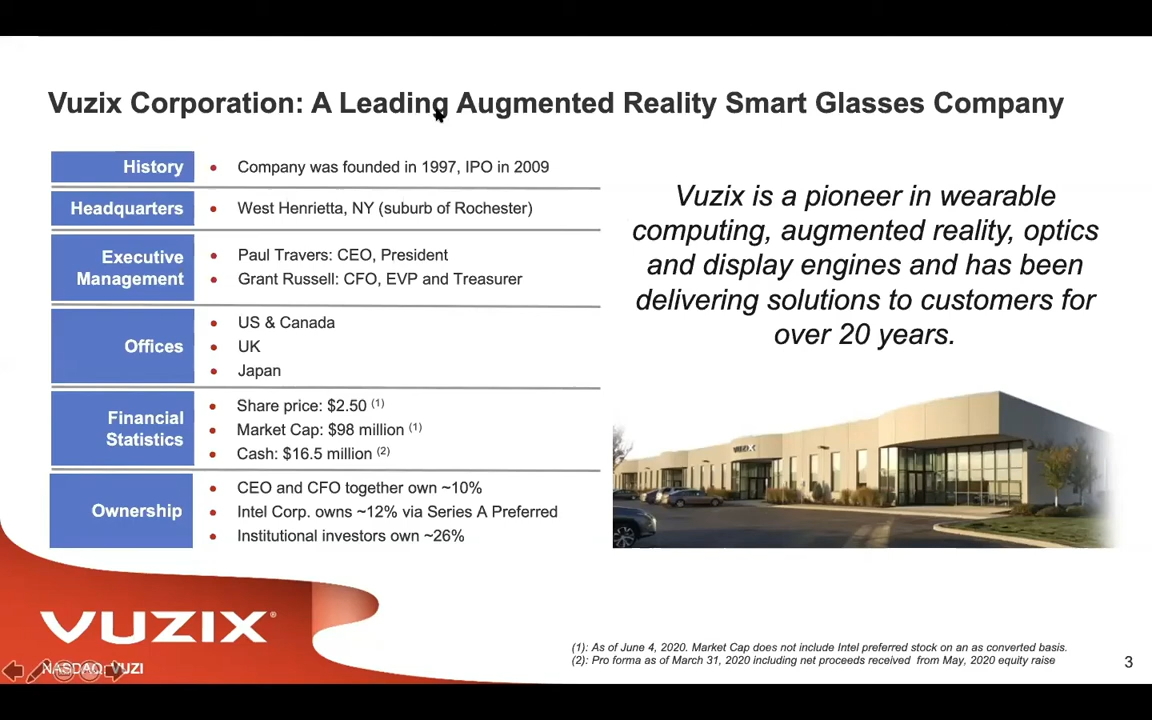 Vuzix Corporation: A Leading Augmented Reality Smart Glasses Company
History
Company was founded in 1997, IPO in 2009
Headquarters
West Henrietta, NY (suburb of Rochester)
Executive
Management
Paul Travers: CEO, President
Grant Russell: CFO, EVP and Treasurer
Offices
US & Canada
UK
Japan
Financial
Statistics
Share price: $2.50 (1)
Market Cap: $98 million (1)
Cash: $16.5 million (2)
Ownership
CEO and CFO together own ~10%
Intel Corp. owns ~12% via Series A Preferred
Institutional investors own ~26%
Vuzix is a pioneer in wearable
computing, augmented reality, optics
and display engines and has been
delivering solutions to customers for
over 20 years.
VUZIX
VUZIX®
NASDAQ: VUZI
(1): As of June 4, 2020. Market Cap does not include Intel preferred stock on an as converted basis.
(2): Pro forma as of March 31, 2020 including net proceeds received from May, 2020 equity raise
3